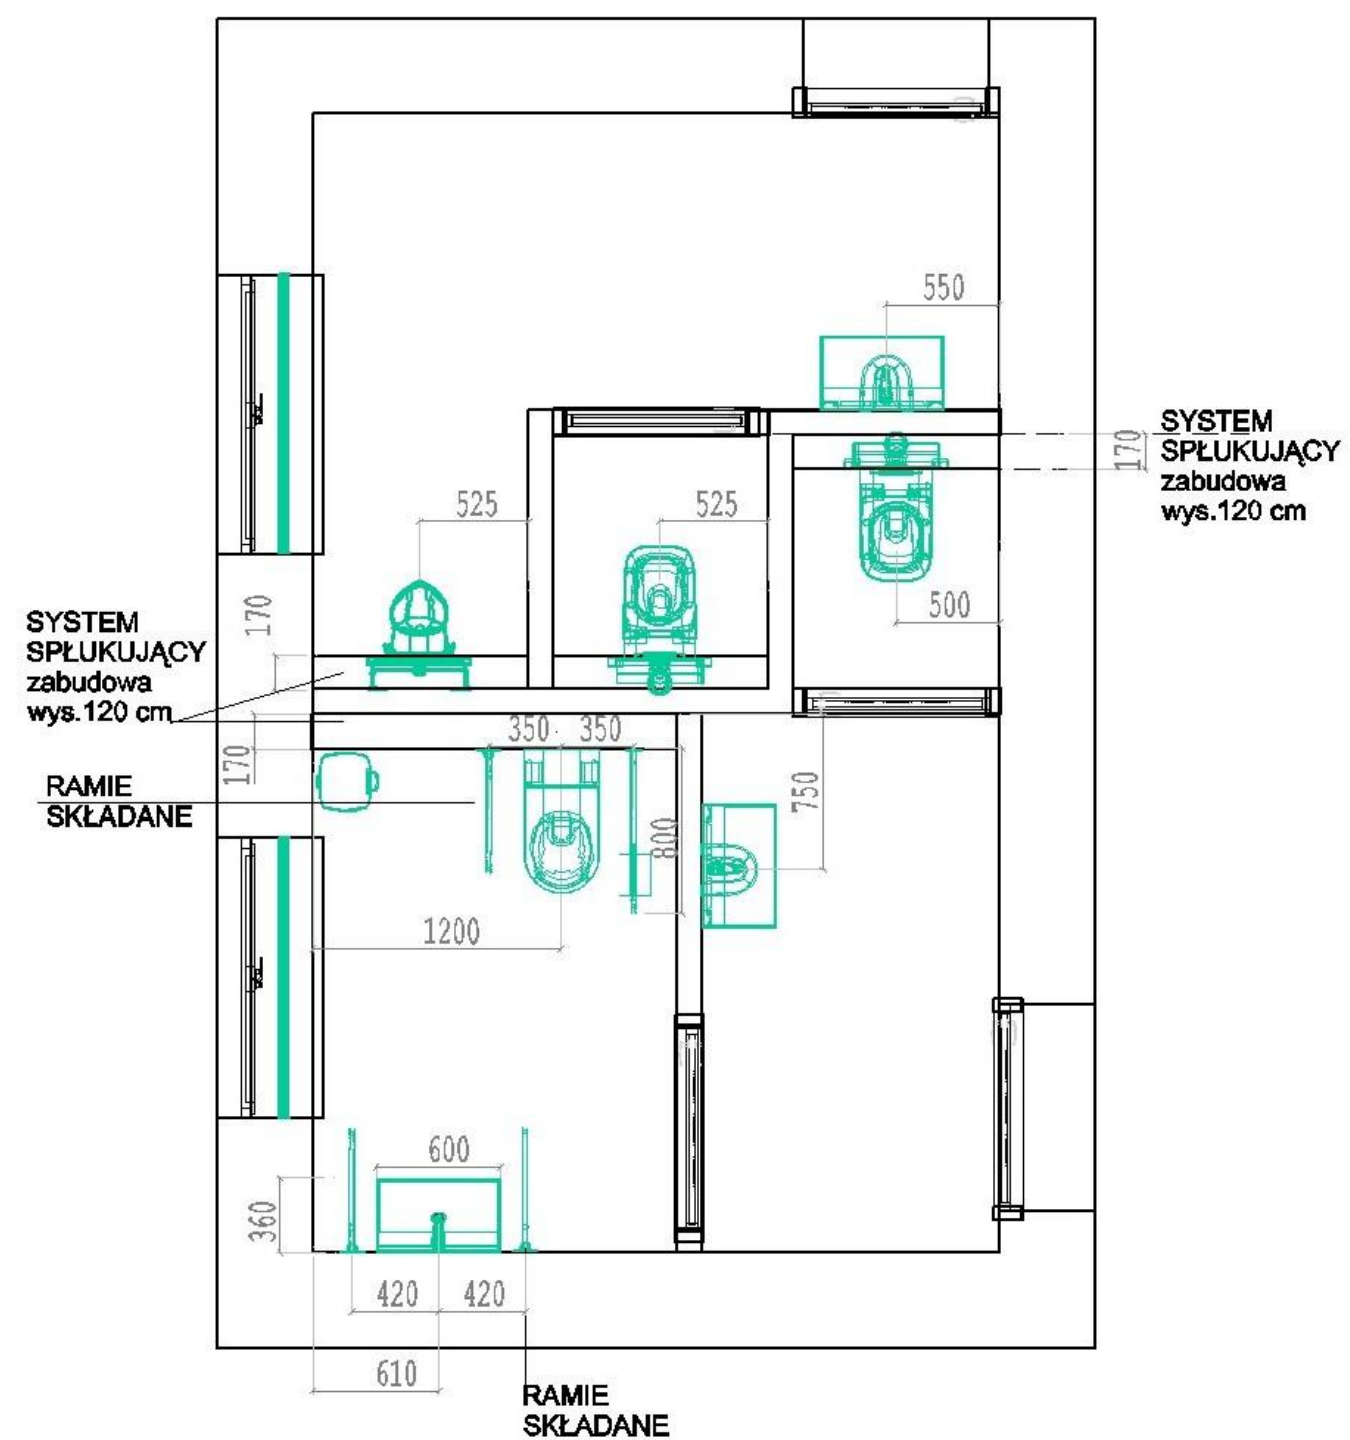 550
SYSTEM
SPŁUKUJĄCY
zabudowa
wys.120 cm
170
525
525
500
170
SYSTEM
SPŁUKUJĄCY
zabudowa
wys.120 cm
350
350
170
RAMIE
SKŁADANE
750
800
1200
600
360
420
420
610
RAMIE
SKŁADANE